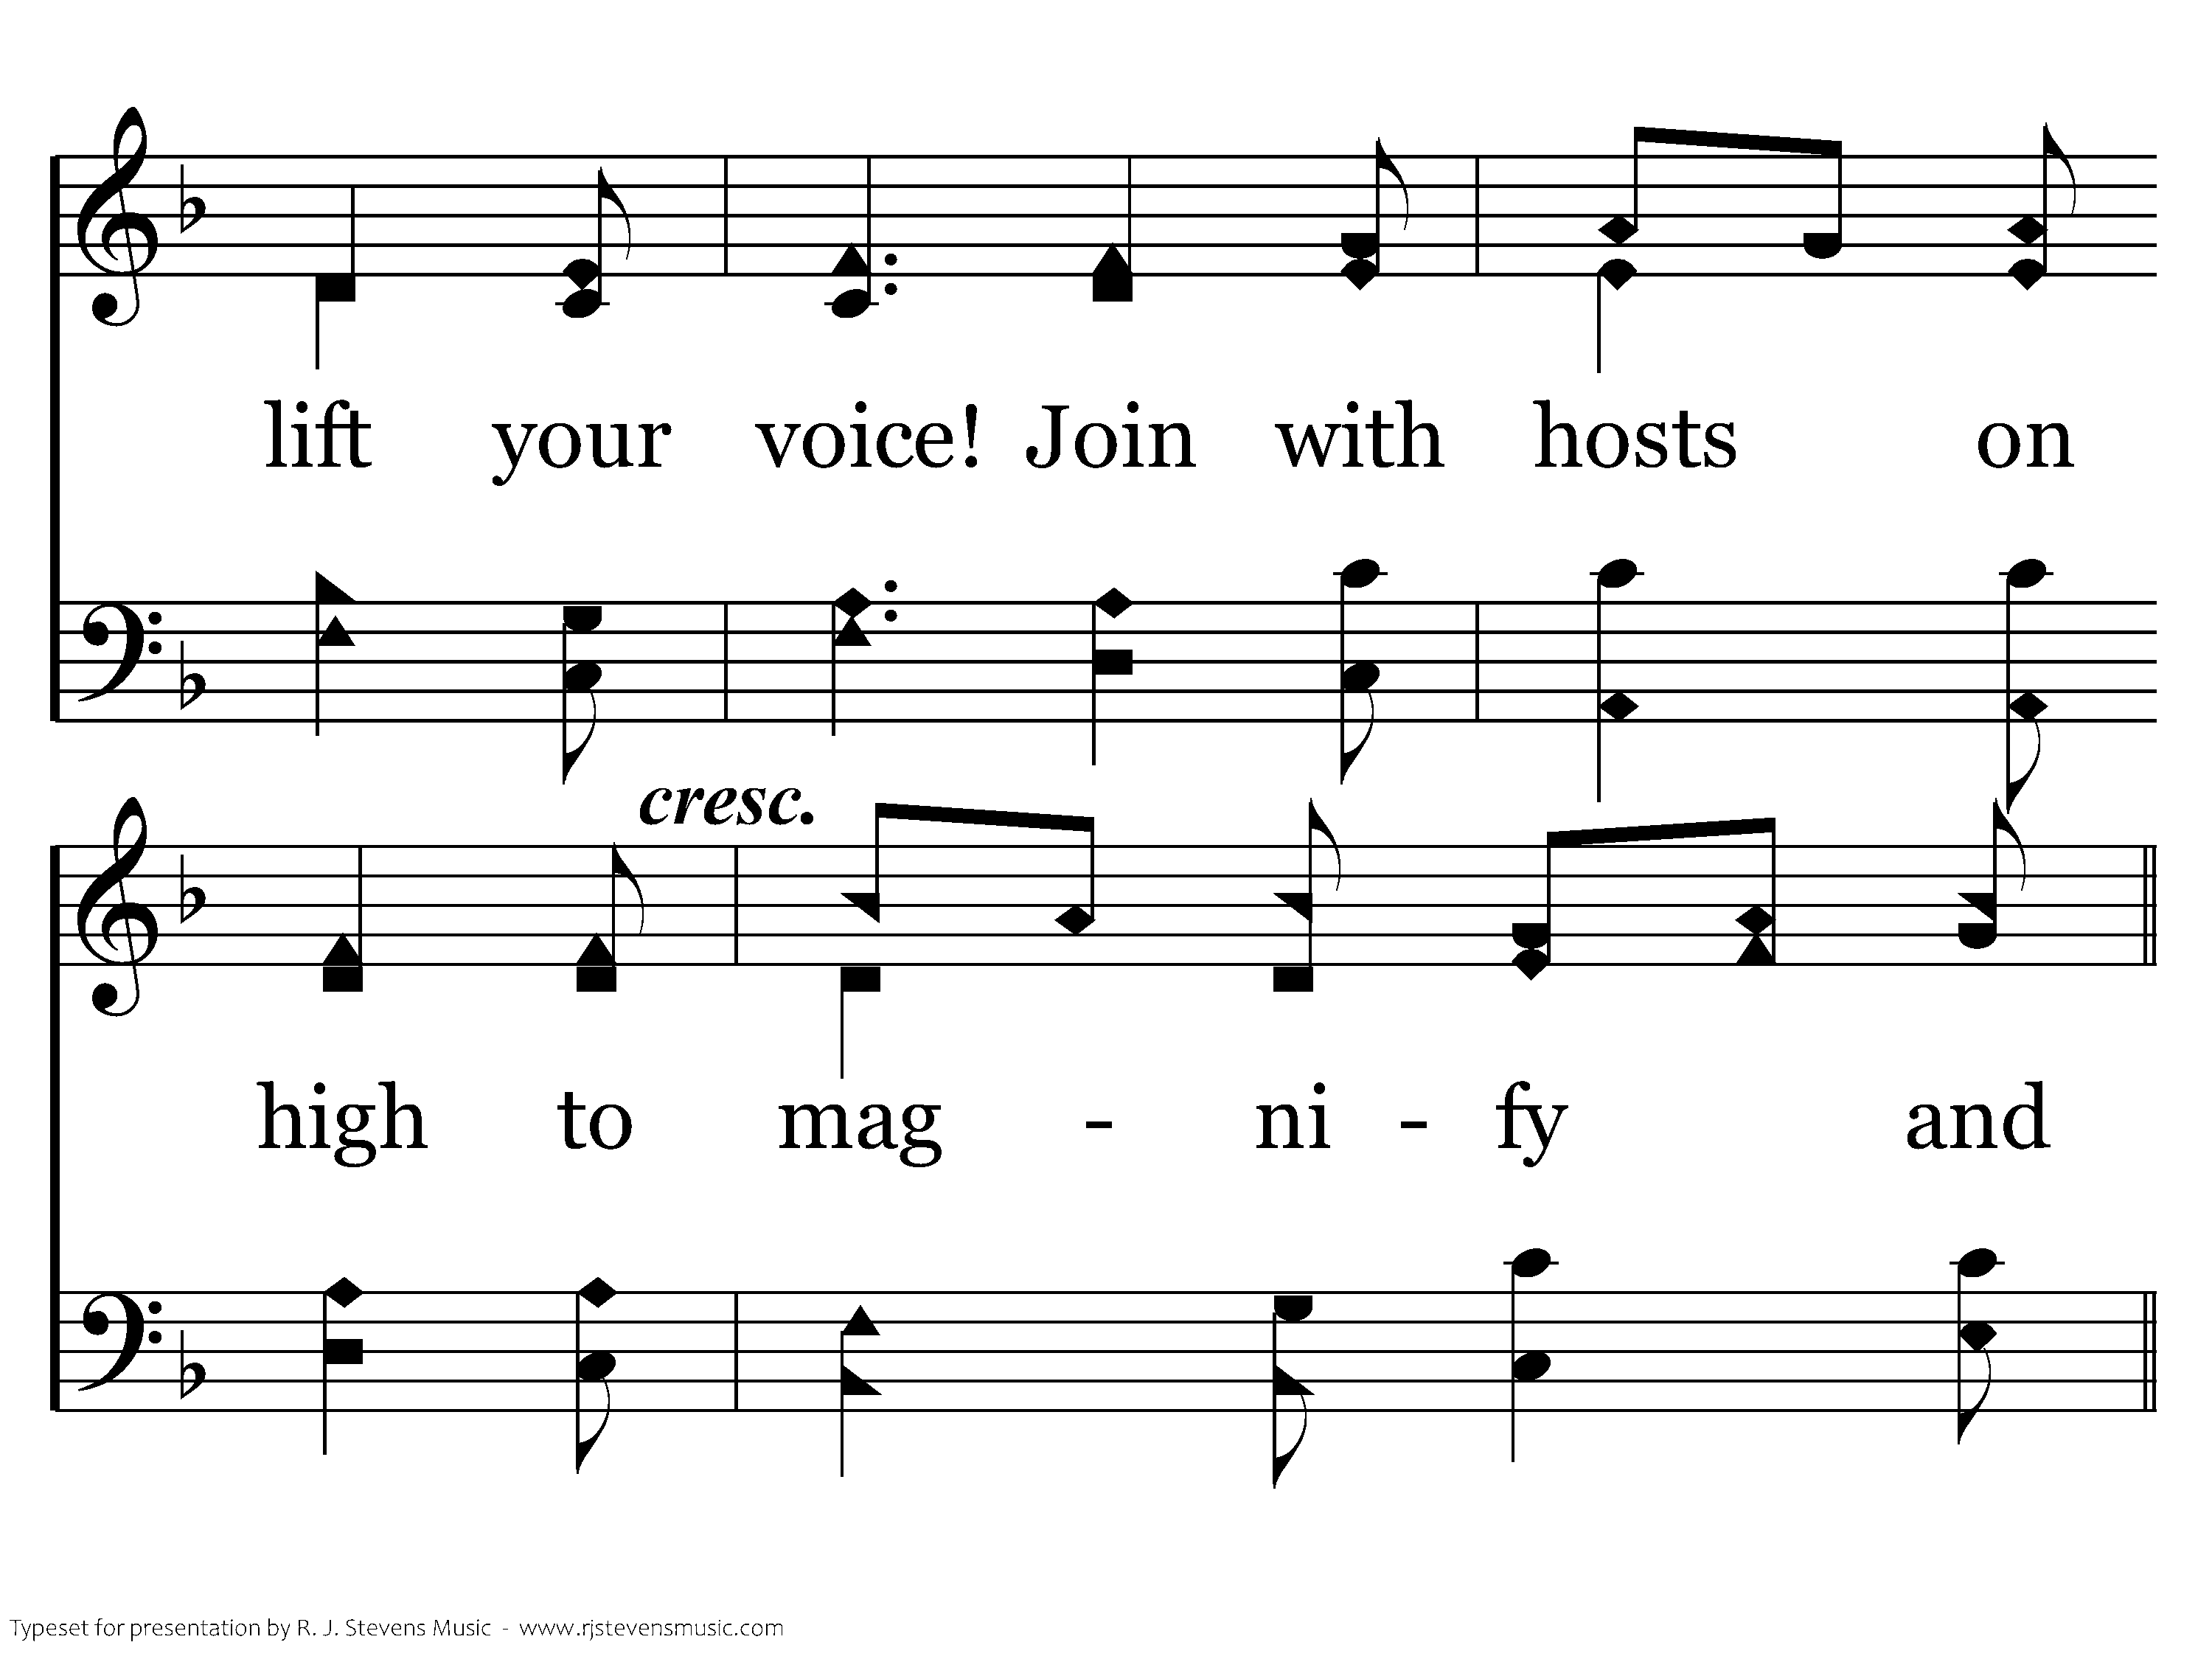 lift your voice! Join with hosts on
cresc.
high to mag - ni - fy and
Typeset for presentation by R. J. Stevens Music - www.rjstevensmusic.com